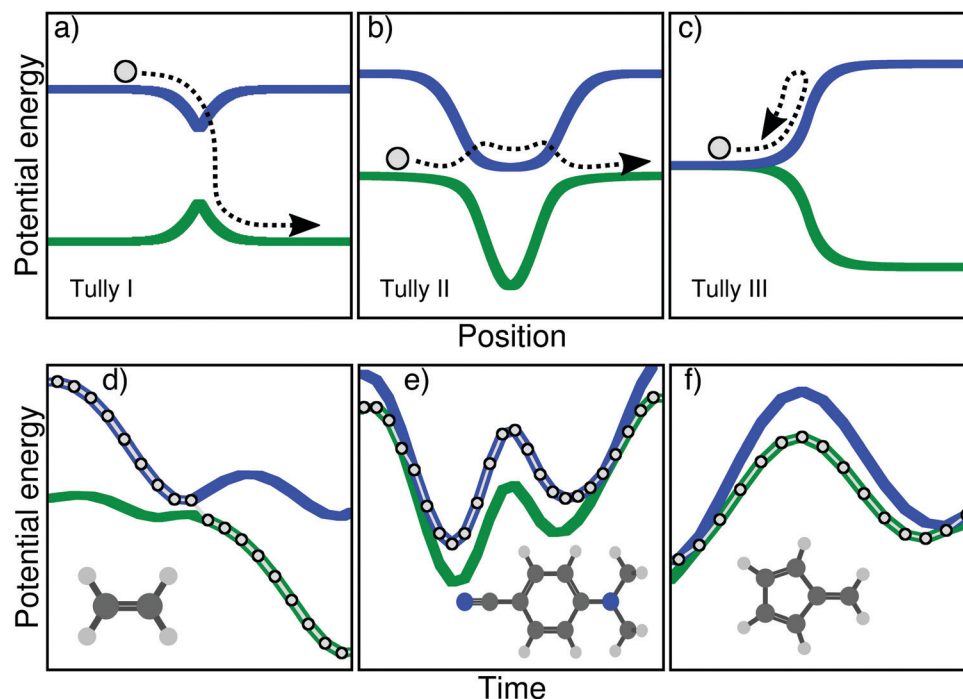 a)
b)
c)
Potential energy
Tully I
Tully II
Tully III
Position
d)
e)
f)
Potential energy
Time